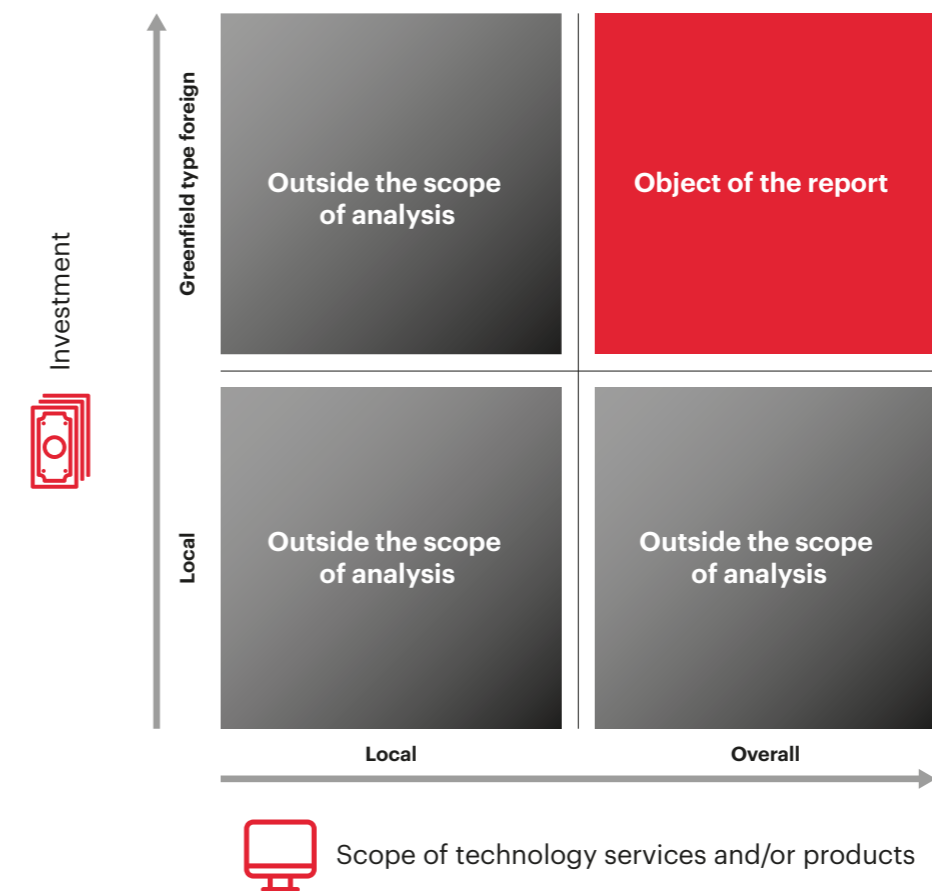 Investment
Greenfield type foreign
Outside the scope
of analysis
Object of the report
Local
Outside the scope
of analysis
Outside the scope
of analysis
Local
Overall
Scope of technology services and/or products